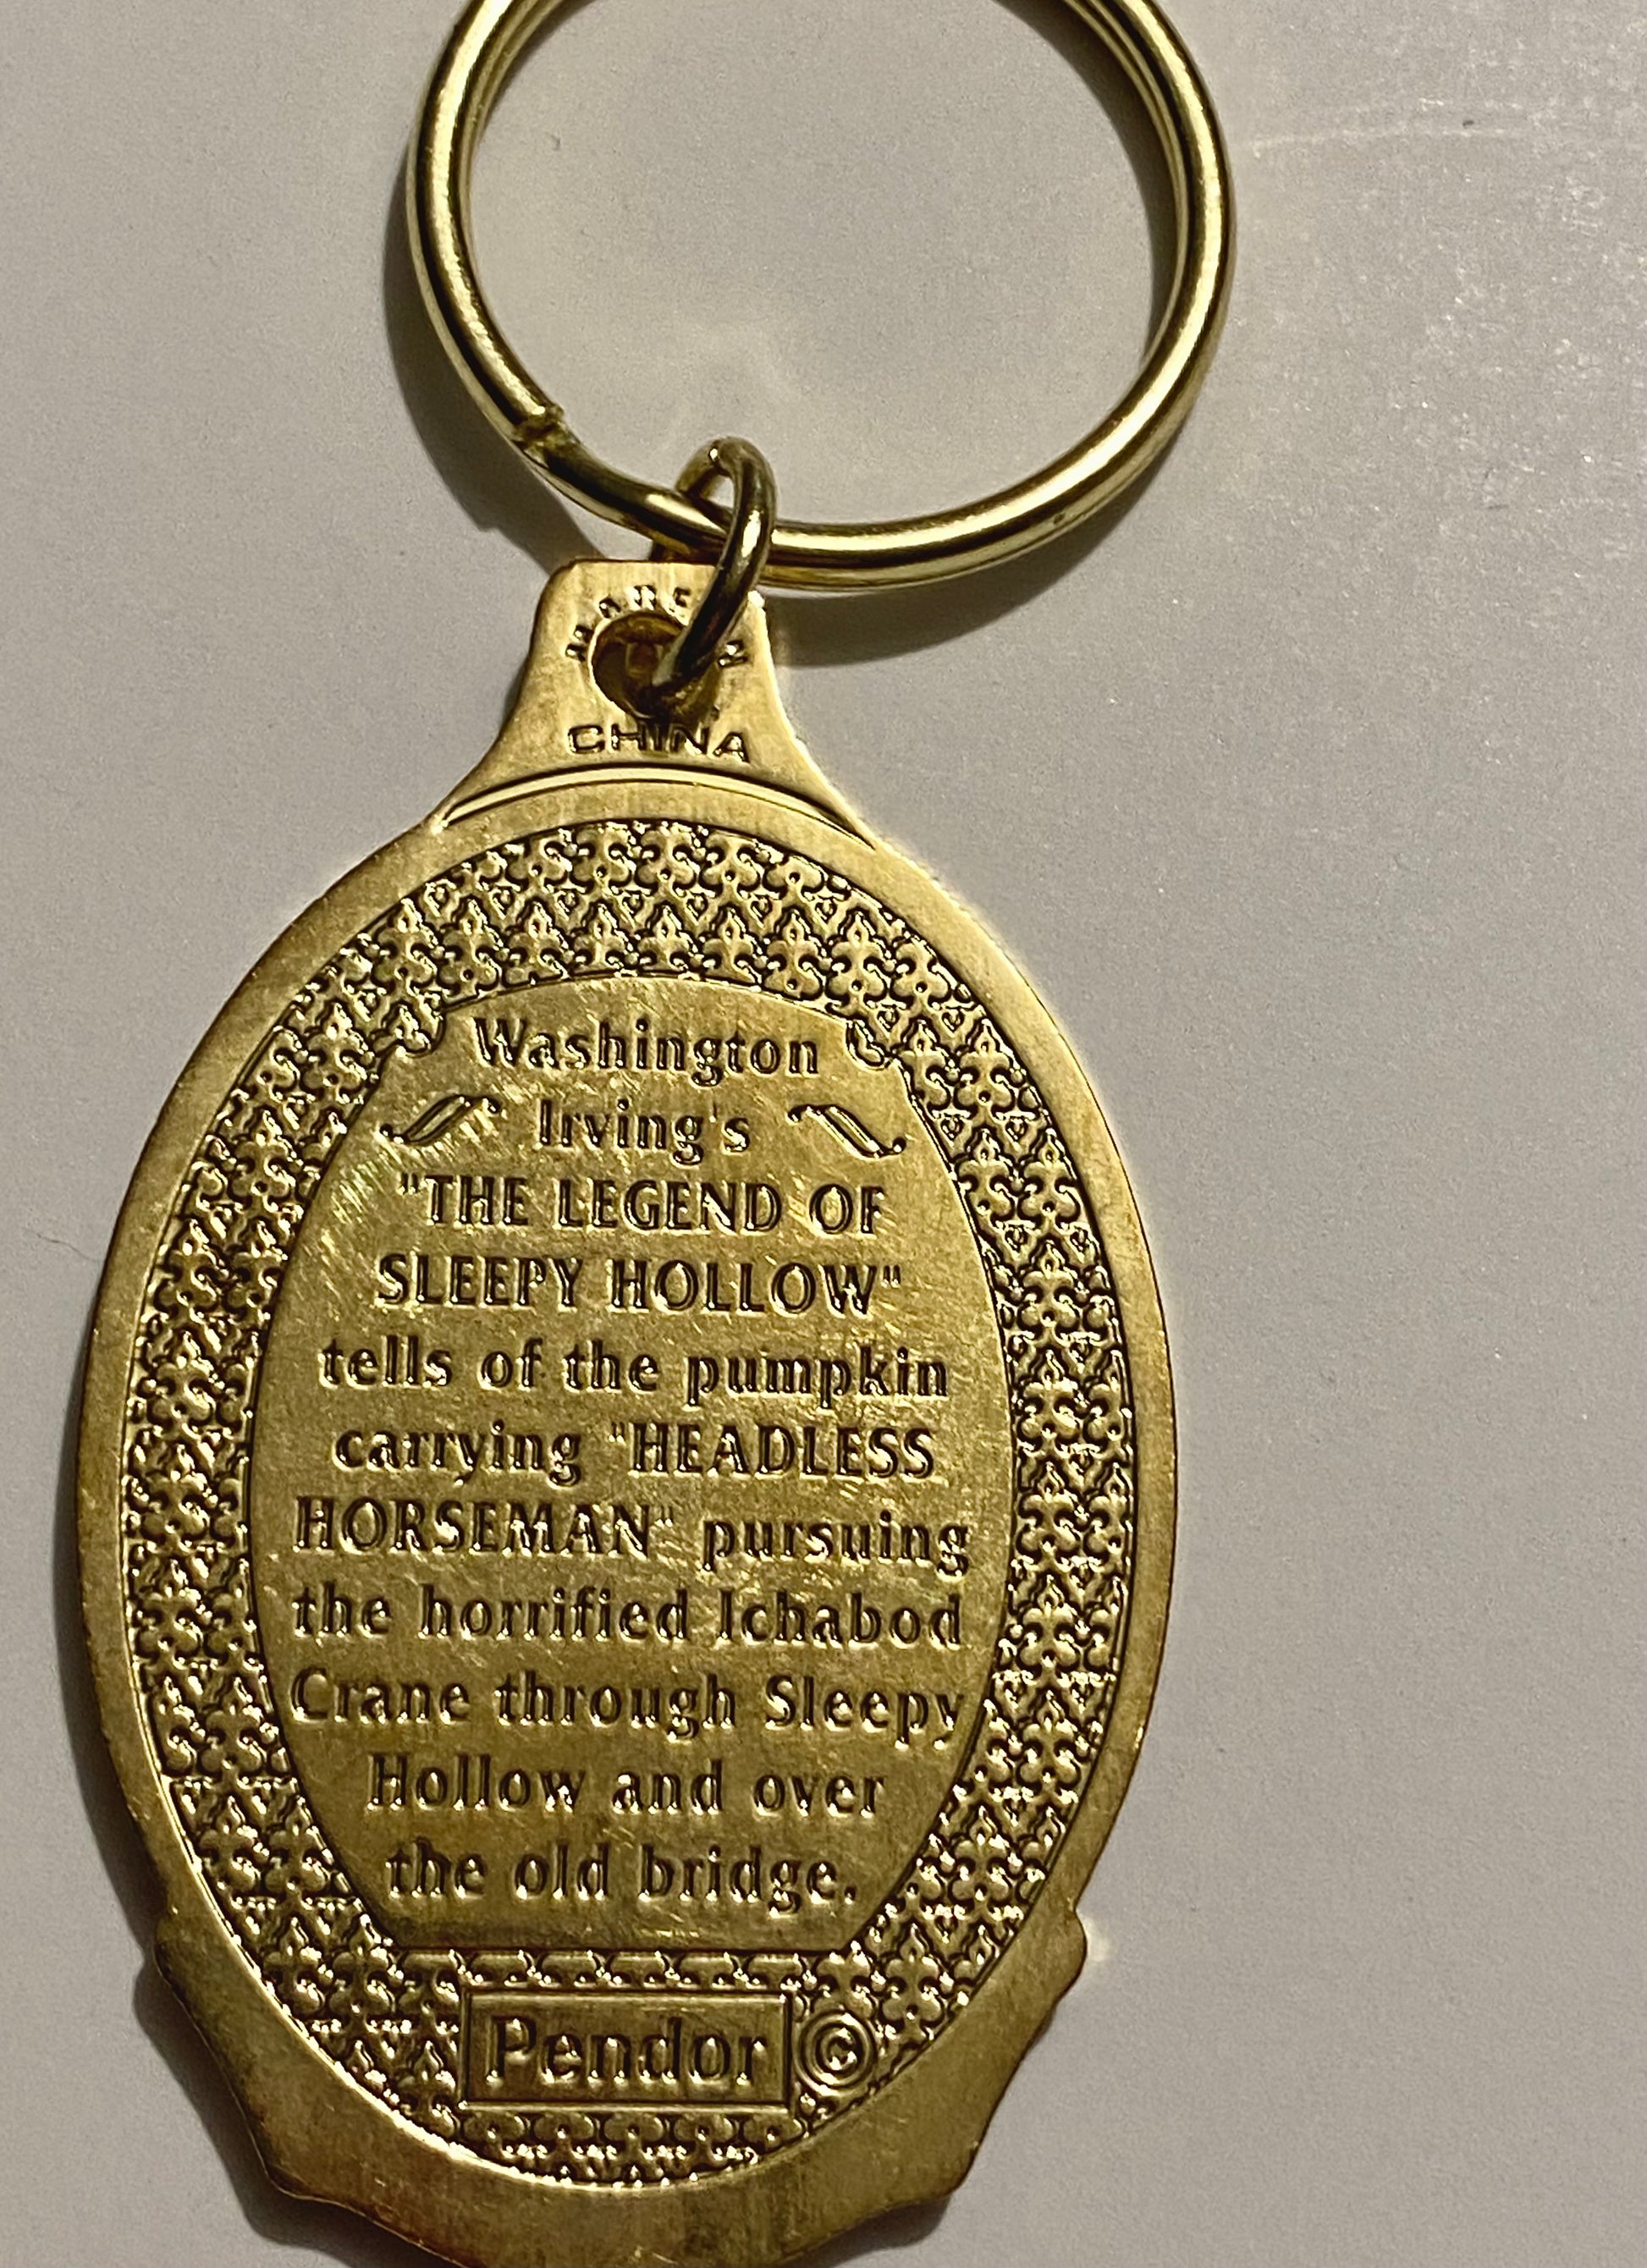 MADE
CHINA
Washington
Irving's
"THE LEGEND OF
SLEEPY HOLLOW"
tells of the pumpkin
carrying "HEADLESS
HORSEMAN" pursuing
the horrified Ichabod
Crane through Sleepy
Hollow and over
the old bridge.
Pendor ©